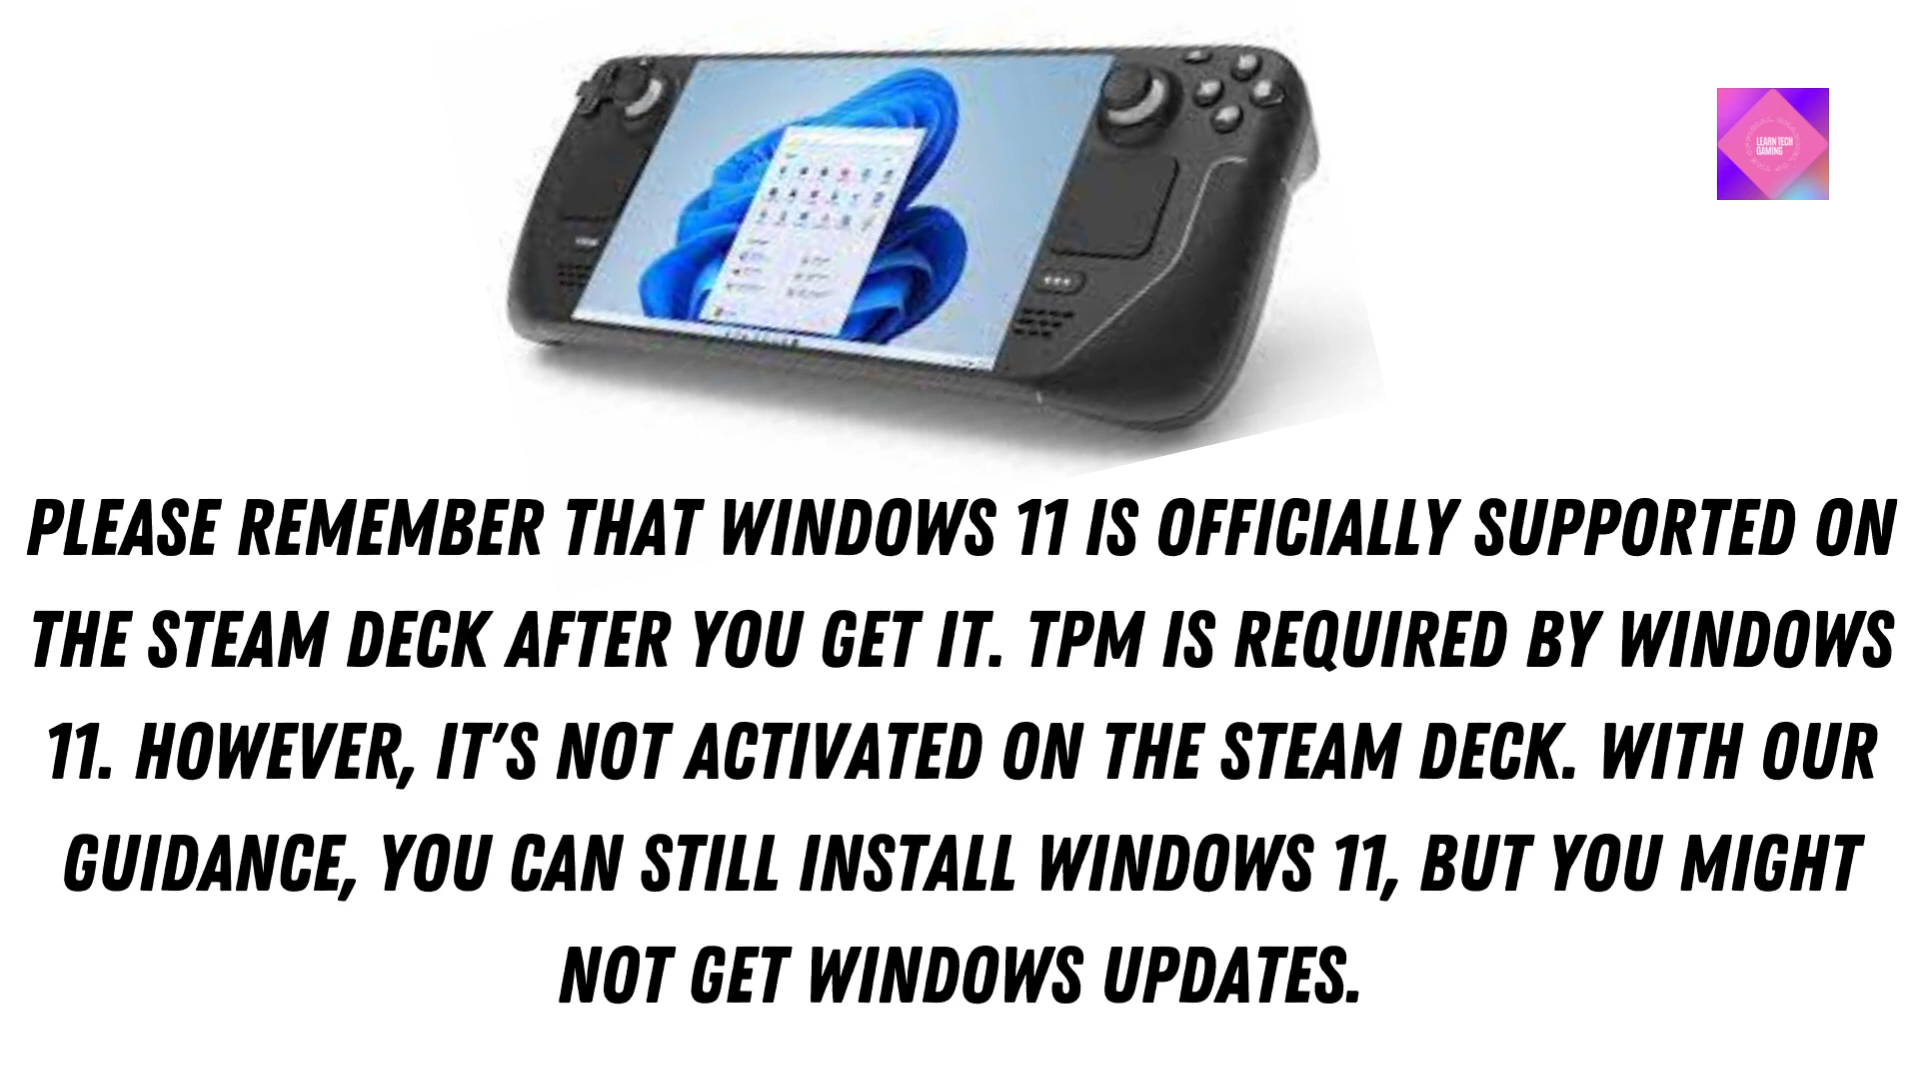 LEARN TECH
GAMING
PLEASE REMEMBER THAT WINDOWS 11 IS OFFICIALLY SUPPORTED ON
THE STEAM DECK AFTER YOU GET IT. TPM IS REQUIRED BY WINDOWS
11. HOWEVER, IT'S NOT ACTIVATED ON THE STEAM DECK. WITH OUR
GUIDANCE, YOU CAN STILL INSTALL WINDOWS 11, BUT YOU MIGHT
NOT GET WINDOWS UPDATES.